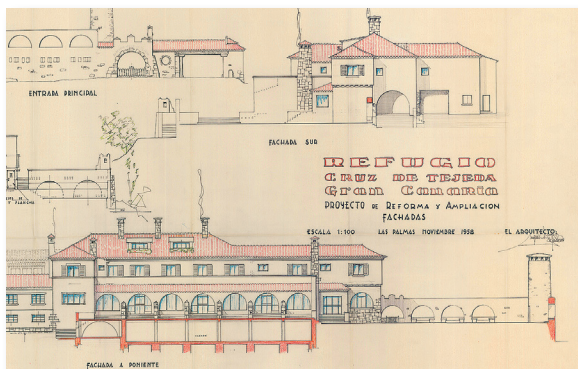 ENTRADA PRINCIPAL
FACHADA SUR
REFUGIO
CRUZ DE TEJEDA
Gran Canaria
PROYECTO DE REFORMA Y AMPLIACION
FACHADAS
ESCALA 1:100 LAS PALMAS NOVIEMBRE 1938 EL ARQUITECTO,
FACHADA A PONIENTE